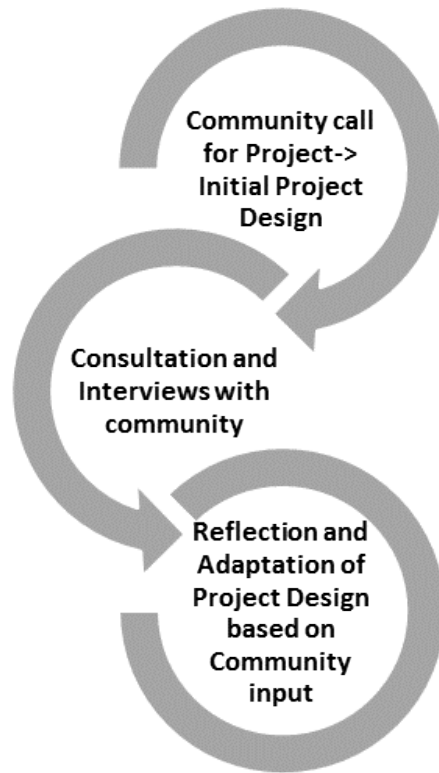 Community call
for Project->
Initial Project
Design
Consultation and
Interviews with
community
Reflection and
Adaptation of
Project Design
based on
Community
input